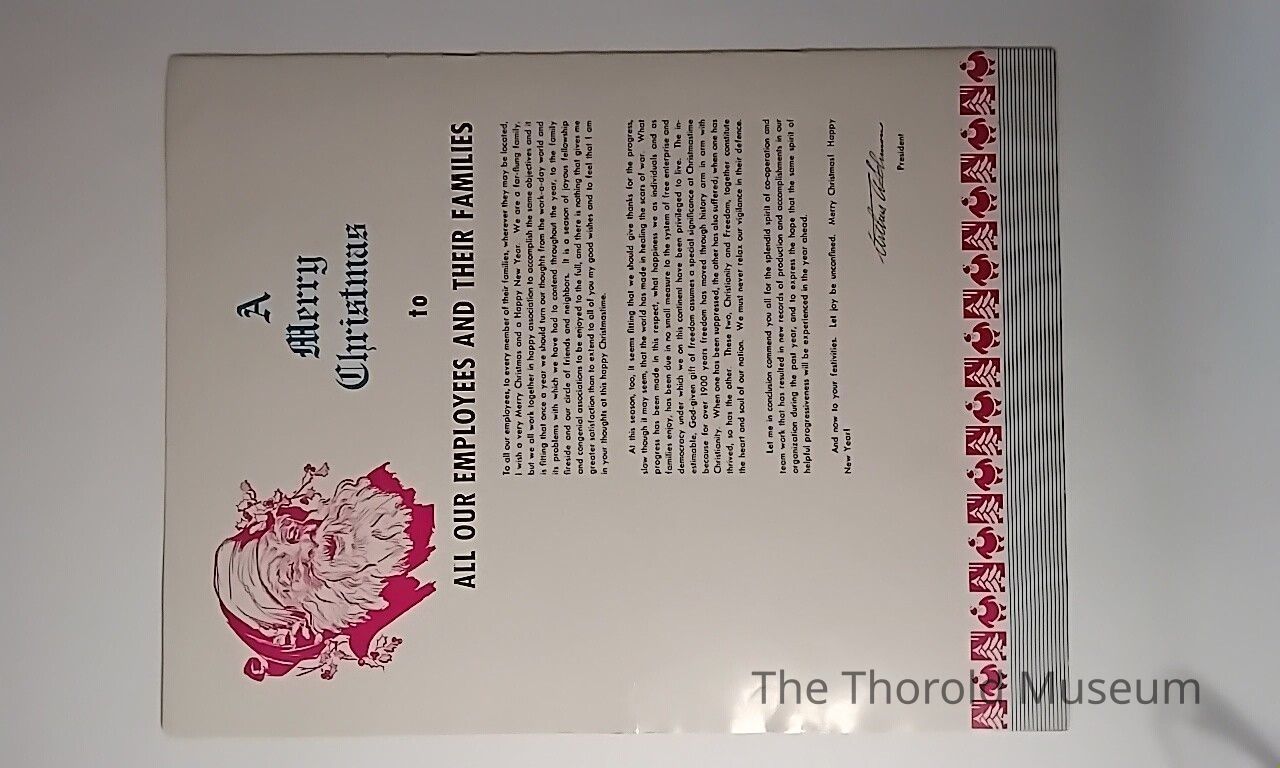 A
Merry
Christmas
to
ALL OUR EMPLOYEES AND THEIR FAMILIES
To all our employees, to every member of their families, wherever they may be located,
I wish a very Merry Christmas and a Happy New Year. We are a far-flung family,
but we all work together in happy association to accomplish the same objectives and it
is fitting that once a year we should turn our thoughts from the work-a-day world and
its problems with which we have had to contend throughout the year, to the family
fireside and our circle of friends and neighbors. It is a season of joyous fellowship
and congenial associations to be enjoyed to the full, and there is nothing that gives me
greater satisfaction than to extend to all of you my good wishes and to feel that I am
in your thoughts at this happy Christmastime.
At this season, too, it seems fitting that we should give thanks for the progress,
slow though it may seem, that the world has made in healing the scars of war. What
progress has been made in this respect, what happiness we as individuals and as
families enjoy, has been due in no small measure to the system of free enterprise and
democracy under which we on this continent have been privileged to live. The in-
estimable, God-given gift of freedom assumes a special significance at Christmastime
because for over 1900 years freedom has moved through history arm in arm with
Christianity. When one has been suppressed, the other has also suffered; when one has
thrived, so has the other. These two, Christianity and Freedom, together constitute
the heart and soul of our nation. We must never relax our vigilance in their defence.
Let me in conclusion commend you all for the splendid spirit of co-operation and
team work that has resulted in new records of production and accomplishments in our
organization during the past year, and to express the hope that the same spirit of
helpful progressiveness will be experienced in the year ahead.
And now to your festivities. Let joy be unconfined. Merry Christmas! Happy
New Year!
President
The Thorold Museum